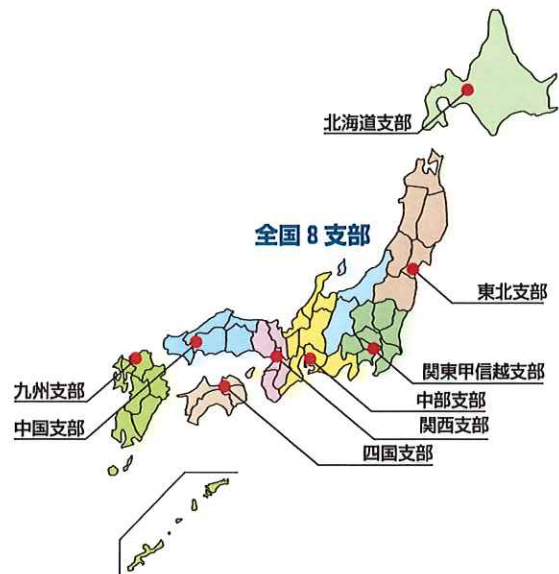 北海道支部
全国8支部
東北支部
関東甲信越支部
九州支部
中部支部
中国支部
関西支部
四国支部